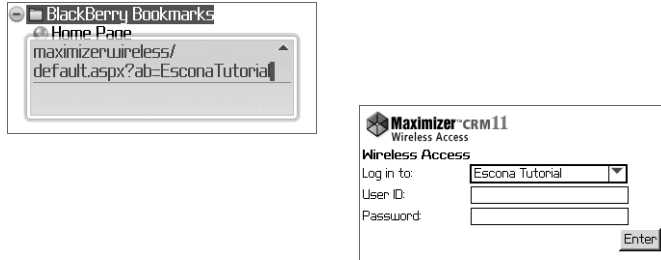 BlackBerry Bookmarks
Home Page
maximizerwireless/
default.aspx?ab=EsconaTutorial
Maximizer™ CRM 11
Wireless Access
Wireless Access
Log in to: Escona Tutorial
User ID:
Password:
Enter